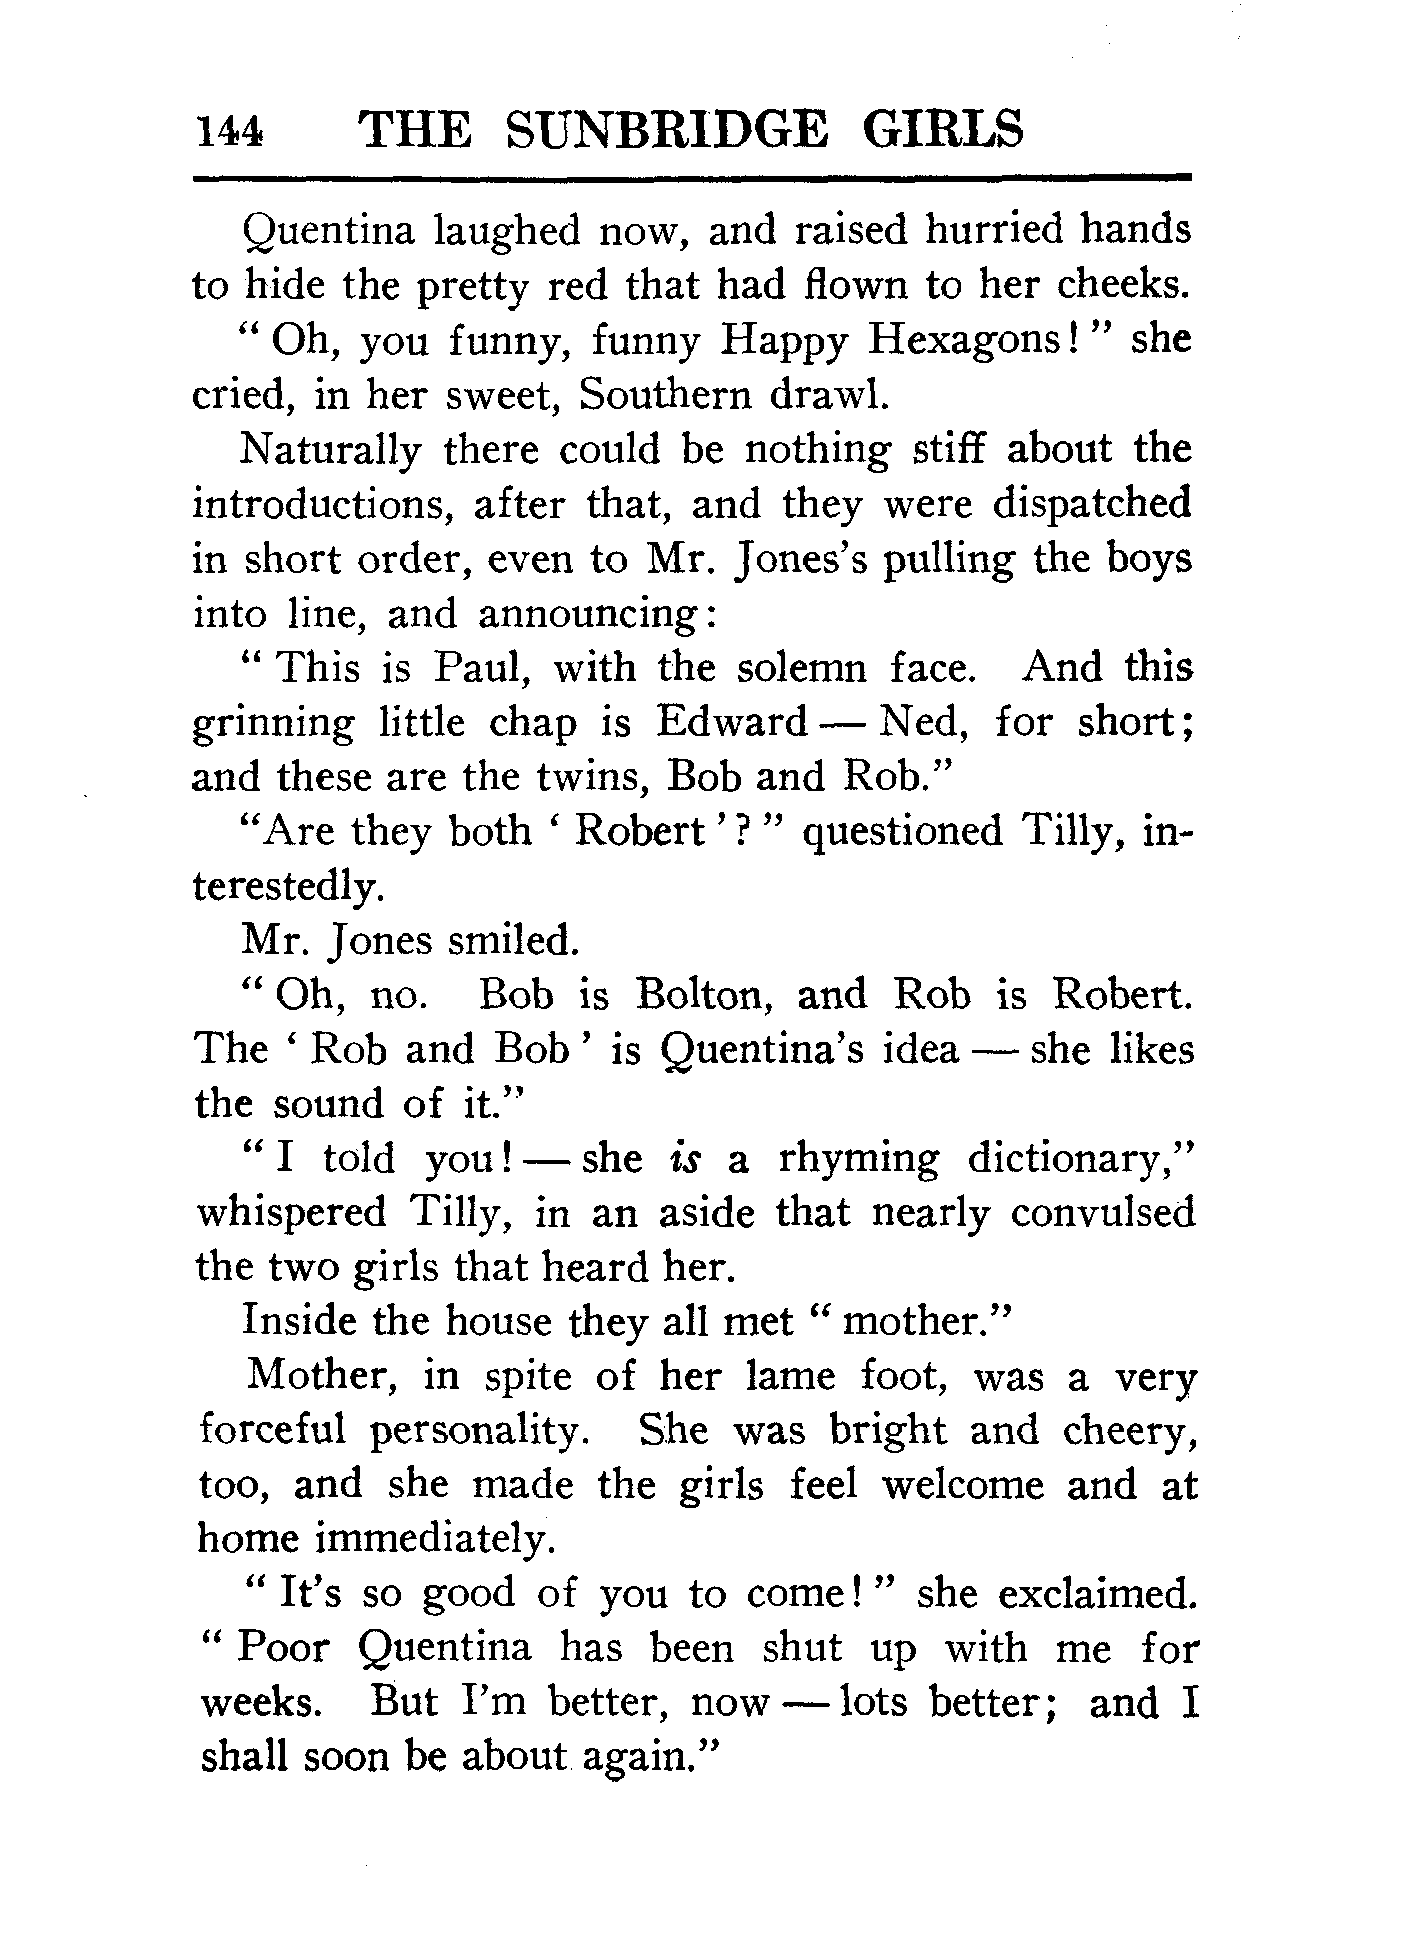 144 THE SUNBRIDGE GIRLS
Quentina laughed now, and raised hurried hands
to hide the pretty red that had flown to her cheeks.
“ Oh, you funny, funny Happy Hexagons! ” she
cried, in her sweet, Southern drawl.
Naturally there could be nothing stiff about the
introductions, after that, and they were dispatched
in short order, even to Mr. Jones’s pulling the boys
into line, and announcing:
“ This is Paul, with the solemn face. And this
grinning little chap is Edward — Ned, for short;
and these are the twins, Bob and Rob.”
“Are they both ‘ Robert ’? ” questioned Tilly, in-
terestedly.
Mr. Jones smiled.
“ Oh, no. Bob is Bolton, and Rob is Robert.
The ‘ Rob and Bob ’ is Quentina’s idea — she likes
the sound of it.”
“ I told you! — she is a rhyming dictionary,”
whispered Tilly, in an aside that nearly convulsed
the two girls that heard her.
Inside the house they all met “ mother.”
Mother, in spite of her lame foot, was a very
forceful personality. She was bright and cheery,
too, and she made the girls feel welcome and at
home immediately.
“ It’s so good of you to come! ” she exclaimed.
“ Poor Quentina has been shut up with me for
weeks. But I’m better, now — lots better; and I
shall soon be about again.”